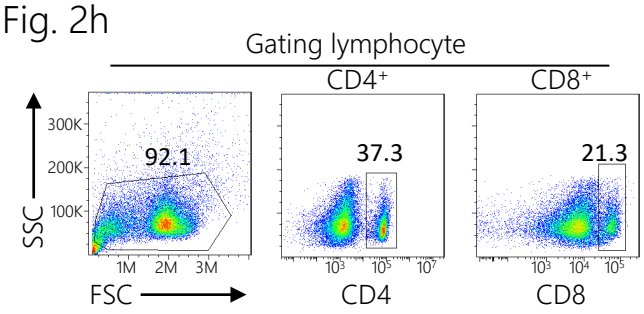 Fig. 2h
Gating lymphocyte
CD4⁺ CD8⁺
92.1 37.3 21.3
300K
200K
100K
SSC
1M 2M 3M 10³ 10⁵ 10⁷ 10³ 10⁴ 10⁵
FSC CD4 CD8